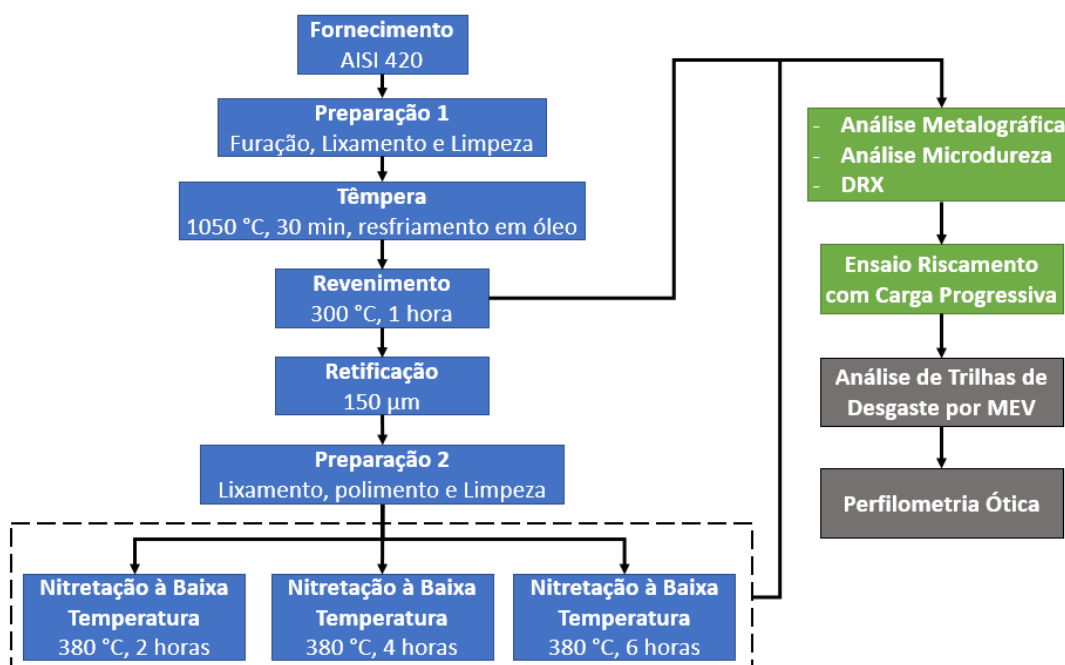 Fornecimento
AISI 420
Preparação 1
Furação, Lixamento e Limpeza
Têmpera
1050 °C, 30 min, resfriamento em óleo
Revenimento
300 °C, 1 hora
Retificação
150 µm
Preparação 2
Lixamento, polimento e Limpeza
Nitretação à Baixa
Temperatura
380 °C, 2 horas
Nitretação à Baixa
Temperatura
380 °C, 4 horas
Nitretação à Baixa
Temperatura
380 °C, 6 horas
- Análise Metalográfica
- Análise Microdureza
- DRX
Ensaio Riscamento
com Carga Progressiva
Análise de Trilhas de
Desgaste por MEV
Perfilometria Ótica